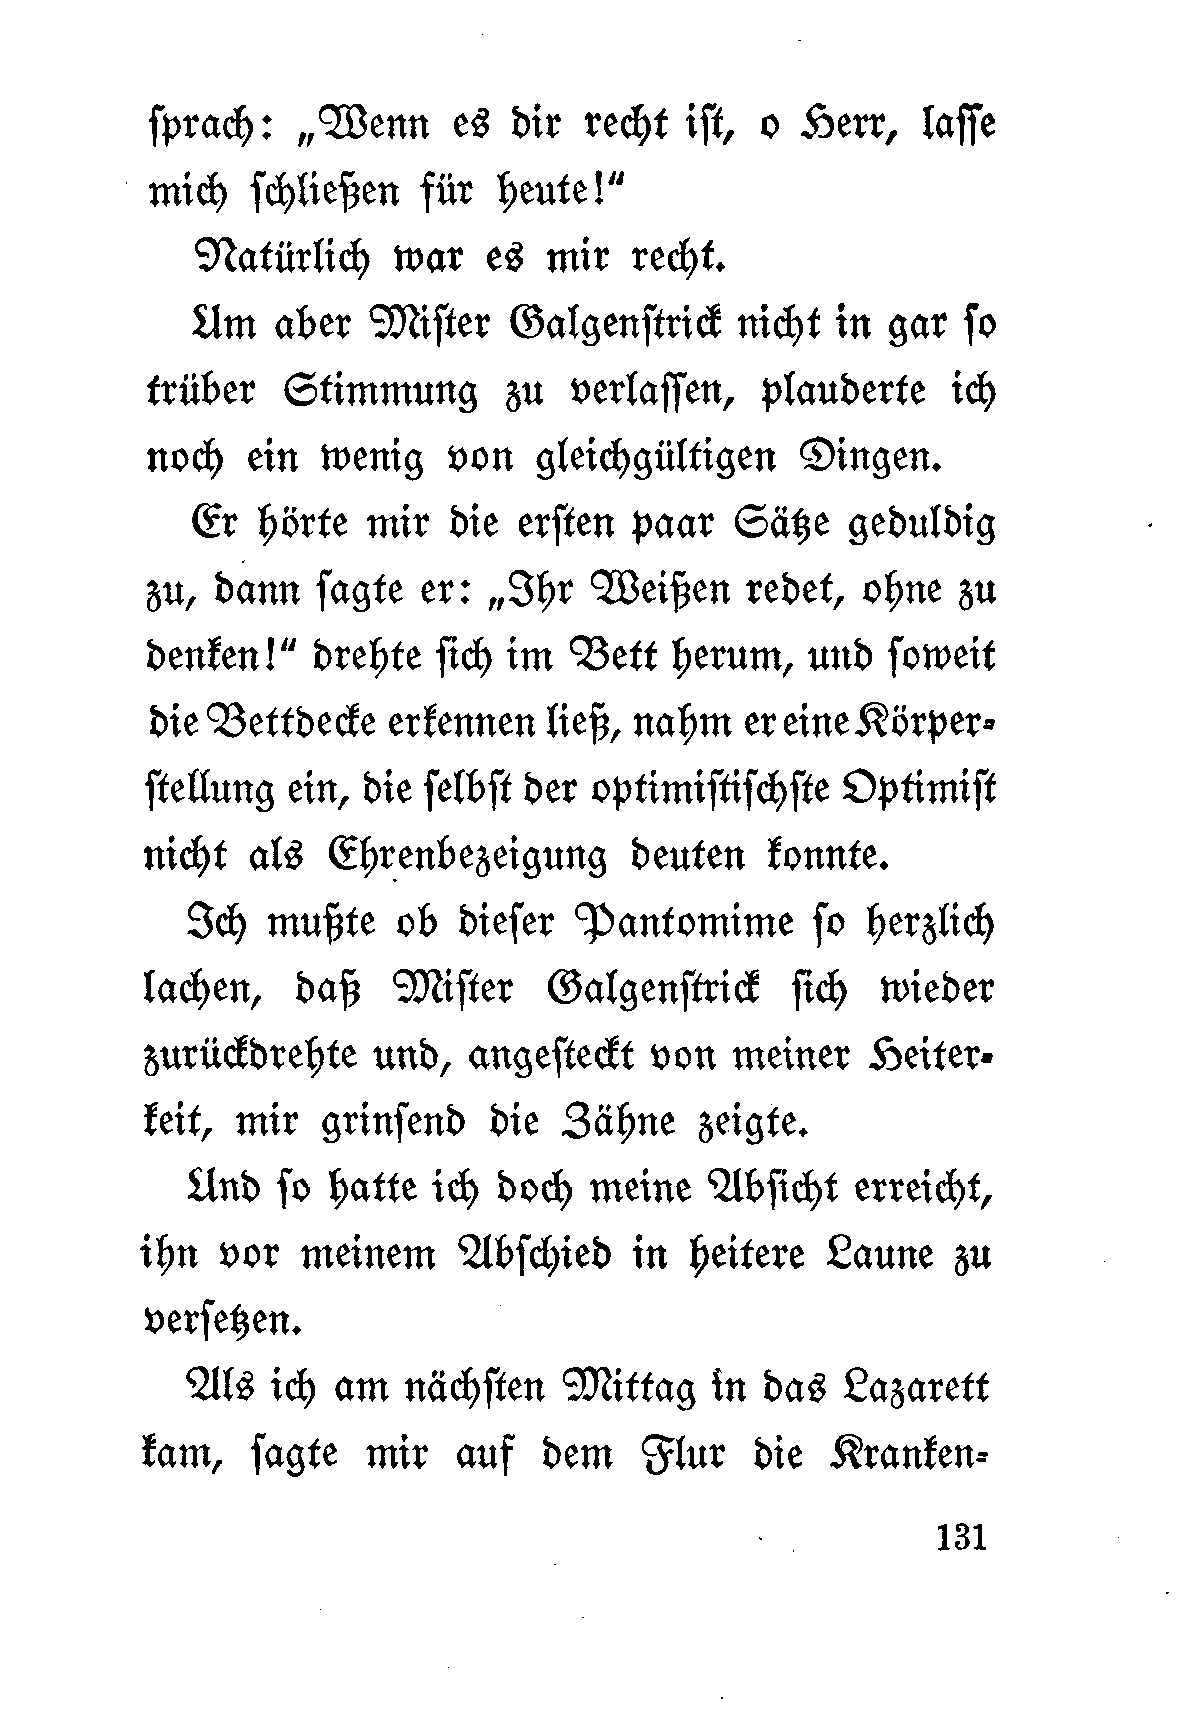 sprach: „Wenn es dir recht ist, o Herr, lasse
mich schließen für heute!“
Natürlich war es mir recht.
Um aber Mister Galgenstrick nicht in gar so
trüber Stimmung zu verlassen, plauderte ich
noch ein wenig von gleichgültigen Dingen.
Er hörte mir die ersten paar Sätze geduldig
zu, dann sagte er: „Ihr Weißen redet, ohne zu
denken!“ drehte sich im Bett herum, und soweit
die Bettdecke erkennen ließ, nahm er eine Körper-
stellung ein, die selbst der optimistischste Optimist
nicht als Ehrenbezeigung deuten konnte.
Ich mußte ob dieser Pantomime so herzlich
lachen, daß Mister Galgenstrick sich wieder
zurückdrehte und, angesteckt von meiner Heiter-
keit, mir grinsend die Zähne zeigte.
Und so hatte ich doch meine Absicht erreicht,
ihn vor meinem Abschied in heitere Laune zu
versetzen.
Als ich am nächsten Mittag in das Lazarett
kam, sagte mir auf dem Flur die Kranken-
131